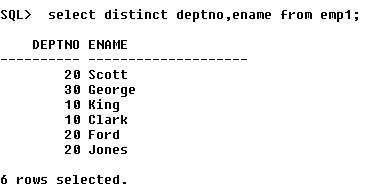 SQL>  select distinct deptno,ename from emp1;
    DEPTNO ENAME
---------- --------------------
        20 Scott
        30 George
        10 King
        10 Clark
        20 Ford
        20 Jones
6 rows selected.